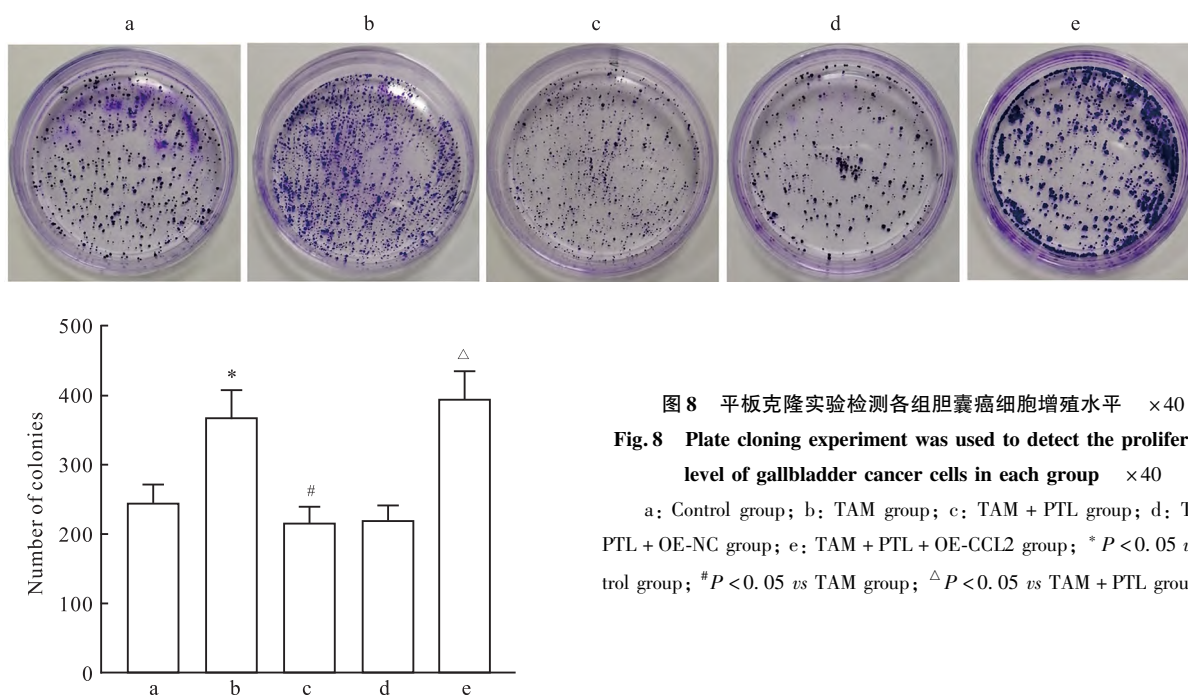 a b c d e
500
400
300
200
100
0
Number of colonies
* # △
a b c d e
图 8 平板克隆实验检测各组胆囊癌细胞增殖水平 ×40
Fig. 8 Plate cloning experiment was used to detect the prolifer
level of gallbladder cancer cells in each group ×40
a: Control group; b: TAM group; c: TAM + PTL group; d: T
PTL + OE-NC group; e: TAM + PTL + OE-CCL2 group; *P < 0. 05 v
trol group; #P < 0. 05 vs TAM group; △P < 0. 05 vs TAM + PTL grou